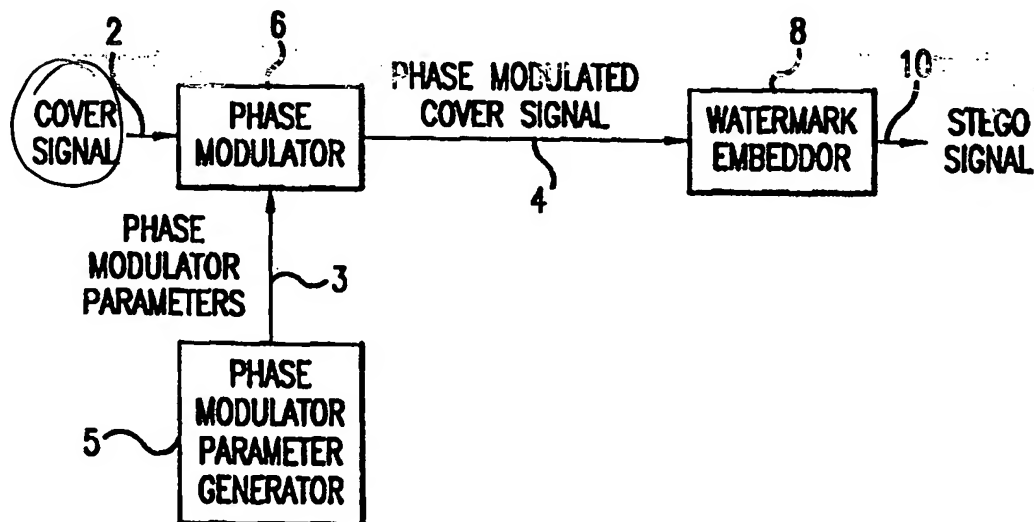 2
6
8
10
COVER
SIGNAL
PHASE
MODULATOR
PHASE MODULATED
COVER SIGNAL
4
WATERMARK
EMBEDDOR
STEGO
SIGNAL
PHASE
MODULATOR
PARAMETERS
3
5
PHASE
MODULATOR
PARAMETER
GENERATOR